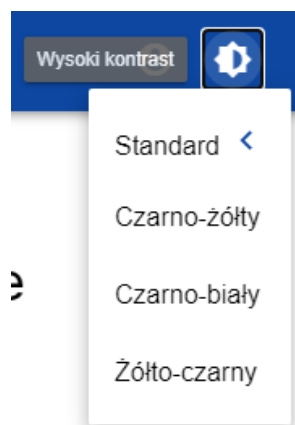 Wysoki kontrast
Standard
Czarno-żółty
e
Czarno-biały
Żółto-czarny